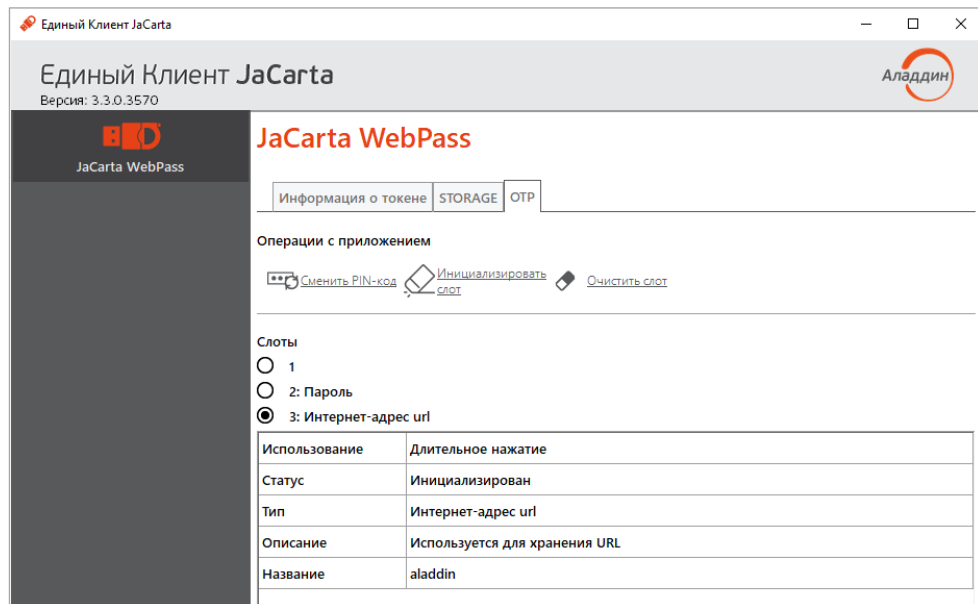 Единый Клиент JaCarta
Единый Клиент JaCarta
Версия: 3.3.0.3570
Аладдин
JaCarta WebPass
JaCarta WebPass
Информация о токене STORAGE OTP
Операции с приложением
Сменить PIN-код Инициализировать слот Очистить слот
Слоты
1
2: Пароль
3: Интернет-адрес url
Использование Длительное нажатие
Статус Инициализирован
Тип Интернет-адрес url
Описание Используется для хранения URL
Название aladdin